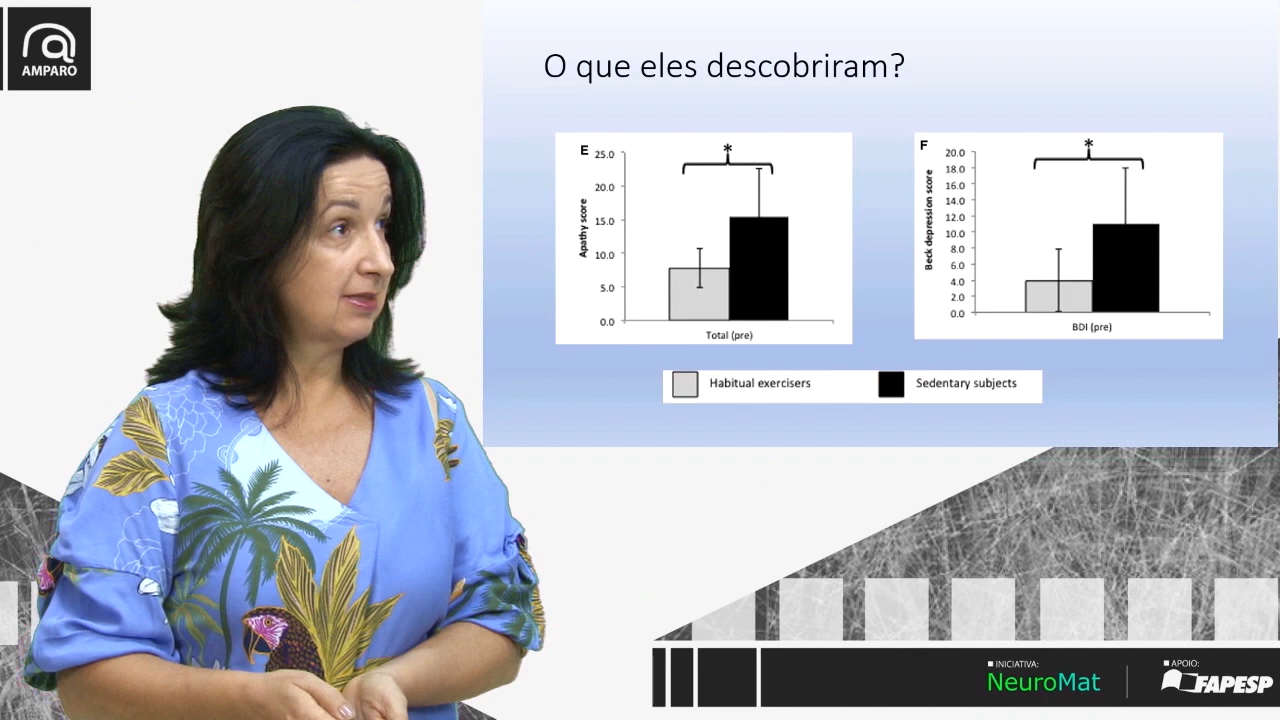 AMPARO
O que eles descobriram?
E
*
25.0
20.0
15.0
10.0
5.0
0.0
Apathy score
Total (pre)
F
*
20.0
18.0
16.0
14.0
12.0
10.0
8.0
6.0
4.0
2.0
0.0
Beck depression score
BDI (pre)
Habitual exercisers
Sedentary subjects
INICIATIVA:
NeuroMat
APOIO:
FAPESP